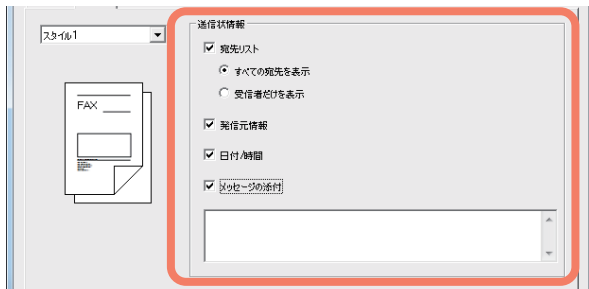 スタイル1
FAX
送信状情報
宛先リスト
すべての宛先を表示
受信者だけを表示
発信元情報
日付/時間
メッセージの添付